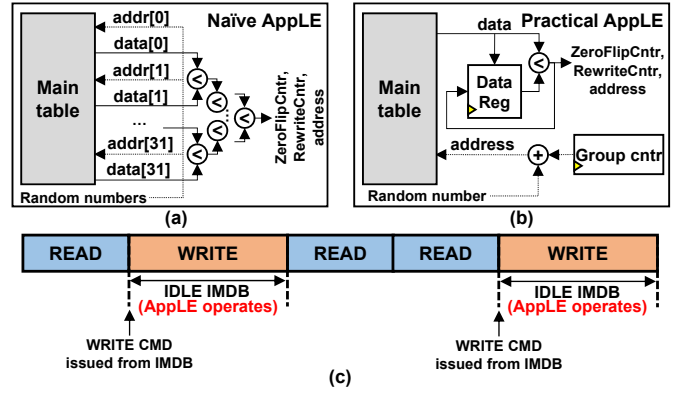 Naïve AppLE
addr[0]
data[0]
addr[1]
data[1]
...
addr[31]
data[31]
Main
table
Random numbers
<
<
<
<
<
ZeroFlipCntr,
RewriteCntr,
address
(a)
Practical AppLE
data
Main
table
Data
Reg
<
ZeroFlipCntr,
RewriteCntr,
address
address
+
Group cntr
Random number
(b)
READ
WRITE
READ
READ
WRITE
IDLE IMDB
(AppLE operates)
IDLE IMDB
(AppLE operates)
WRITE CMD
issued from IMDB
WRITE CMD
issued from IMDB
(c)